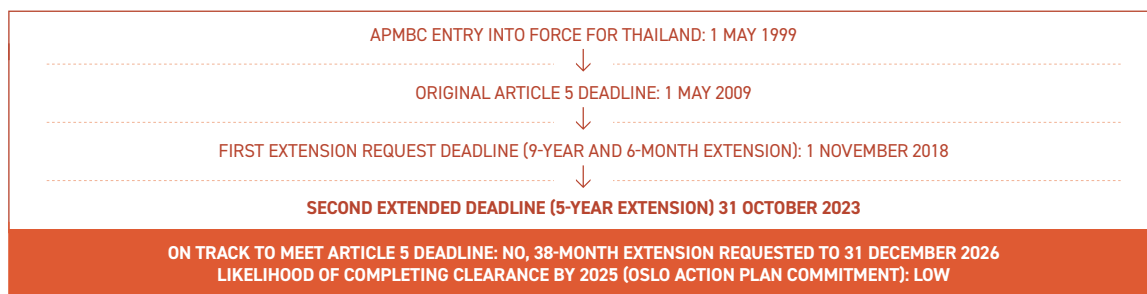 APMBC ENTRY INTO FORCE FOR THAILAND: 1 MAY 1999
ORIGINAL ARTICLE 5 DEADLINE: 1 MAY 2009
FIRST EXTENSION REQUEST DEADLINE (9-YEAR AND 6-MONTH EXTENSION): 1 NOVEMBER 2018
SECOND EXTENDED DEADLINE (5-YEAR EXTENSION) 31 OCTOBER 2023
ON TRACK TO MEET ARTICLE 5 DEADLINE: NO, 38-MONTH EXTENSION REQUESTED TO 31 DECEMBER 2026
LIKELIHOOD OF COMPLETING CLEARANCE BY 2025 (OSLO ACTION PLAN COMMITMENT): LOW